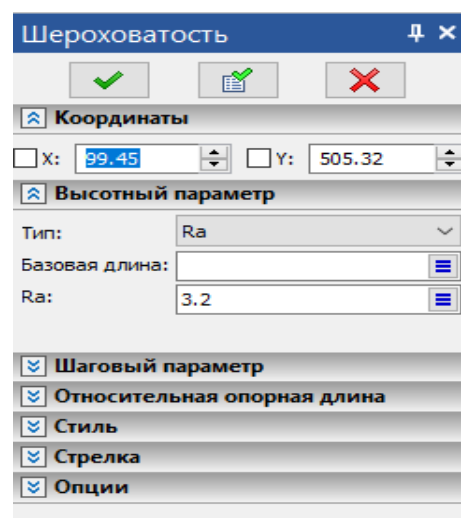 Шероховатость
Координаты
X: 99.45 Y: 505.32
Высотный параметр
Тип: Ra
Базовая длина:
Ra: 3.2
Шаговый параметр
Относительная опорная длина
Стиль
Стрелка
Опции